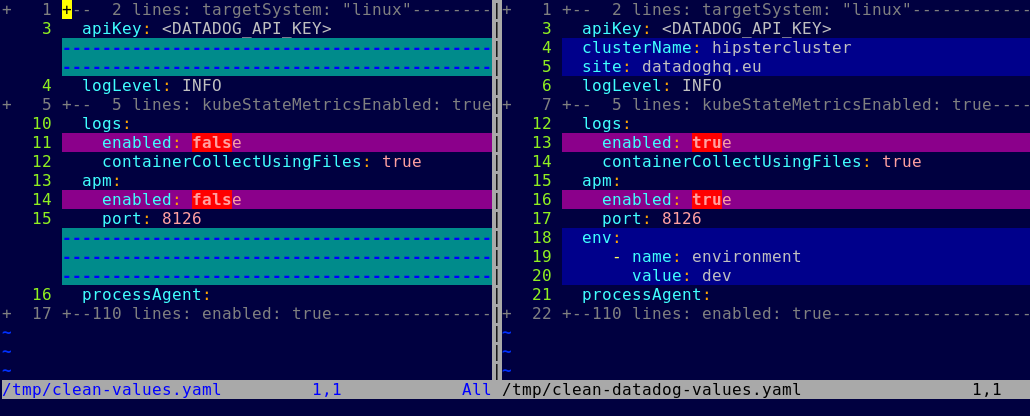 +   1 +--  2 lines: targetSystem: "linux"--------
    3   apiKey: <DATADOG_API_KEY>
      -------------------------------------------
      -------------------------------------------
    4   logLevel: INFO
+   5 +--  5 lines: kubeStateMetricsEnabled: true
   10   logs:
   11     enabled: false
   12     containerCollectUsingFiles: true
   13   apm:
   14     enabled: false
   15     port: 8126
      -------------------------------------------
      -------------------------------------------
      -------------------------------------------
   16   processAgent:
+  17 +--110 lines: enabled: true----------------
~
~
~
/tmp/clean-values.yaml         1,1            All
+   1 +--  2 lines: targetSystem: "linux"------------
    3   apiKey: <DATADOG_API_KEY>
    4   clusterName: hipstercluster
    5   site: datadoghq.eu
    6   logLevel: INFO
+   7 +--  5 lines: kubeStateMetricsEnabled: true----
   12   logs:
   13     enabled: true
   14     containerCollectUsingFiles: true
   15   apm:
   16     enabled: true
   17     port: 8126
   18   env:
   19      - name: environment
   20        value: dev
   21   processAgent:
+  22 +--110 lines: enabled: true--------------------
~
~
~
/tmp/clean-datadog-values.yaml                 1,1